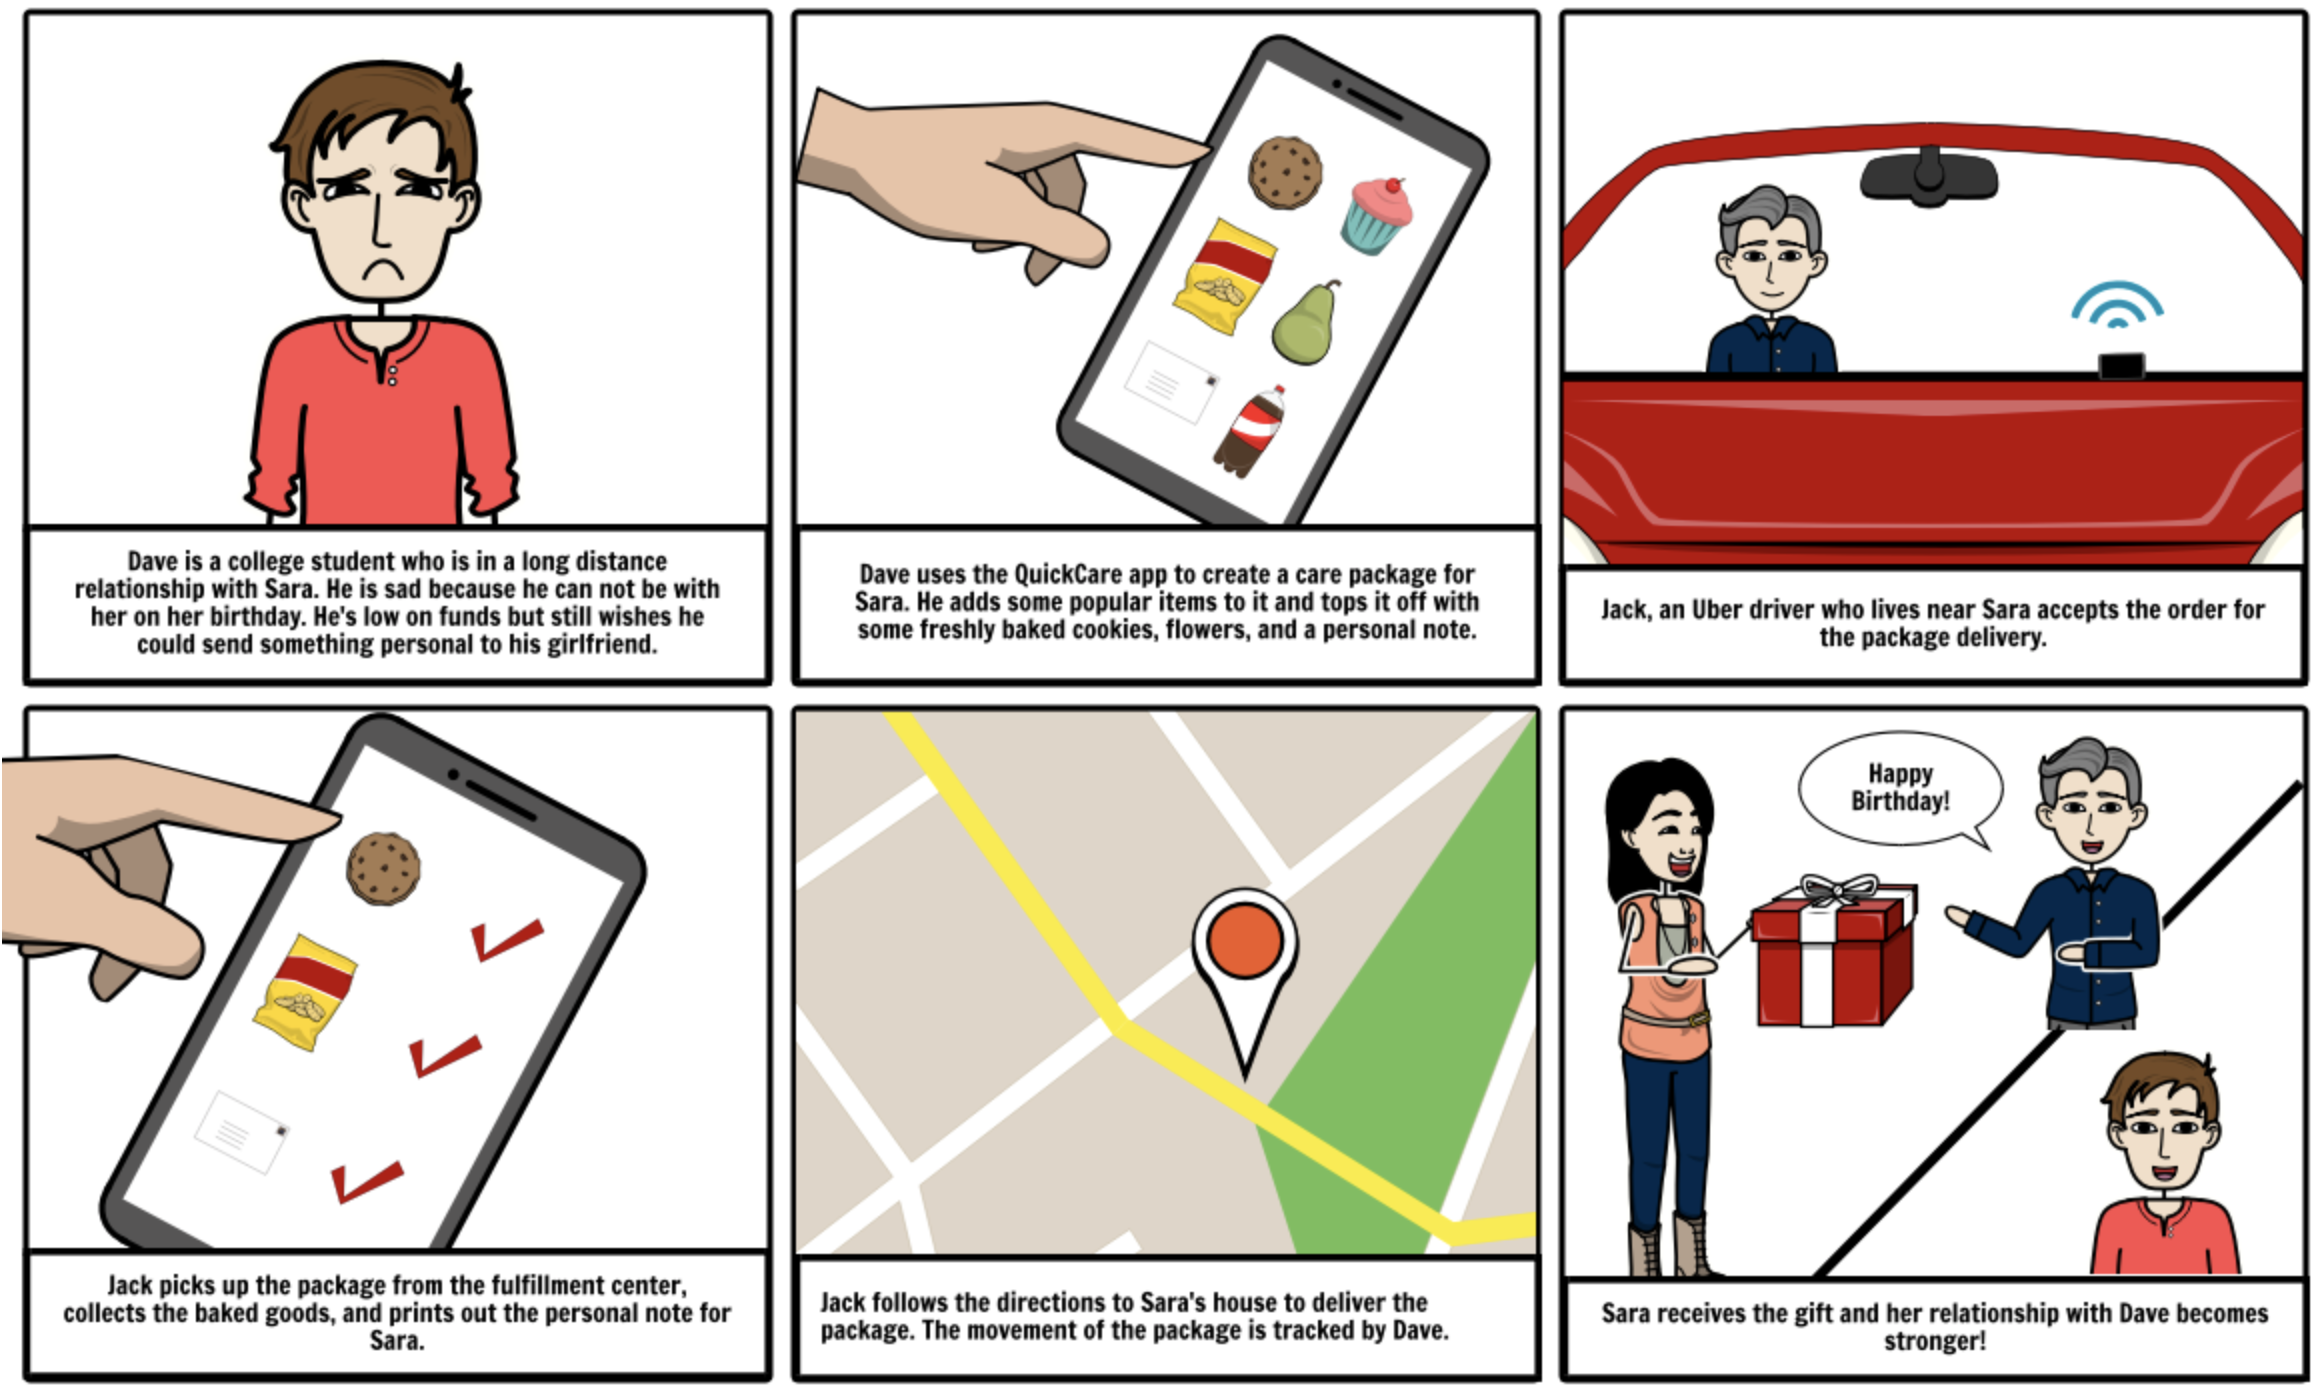 Dave is a college student who is in a long distance
relationship with Sara. He is sad because he can not be with
her on her birthday. He's low on funds but still wishes he
could send something personal to his girlfriend.
Dave uses the QuickCare app to create a care package for
Sara. He adds some popular items to it and tops it off with
some freshly baked cookies, flowers, and a personal note.
Jack, an Uber driver who lives near Sara accepts the order for
the package delivery.
Jack picks up the package from the fulfillment center,
collects the baked goods, and prints out the personal note for
Sara.
Jack follows the directions to Sara's house to deliver the
package. The movement of the package is tracked by Dave.
Happy
Birthday!
Sara receives the gift and her relationship with Dave becomes
stronger!